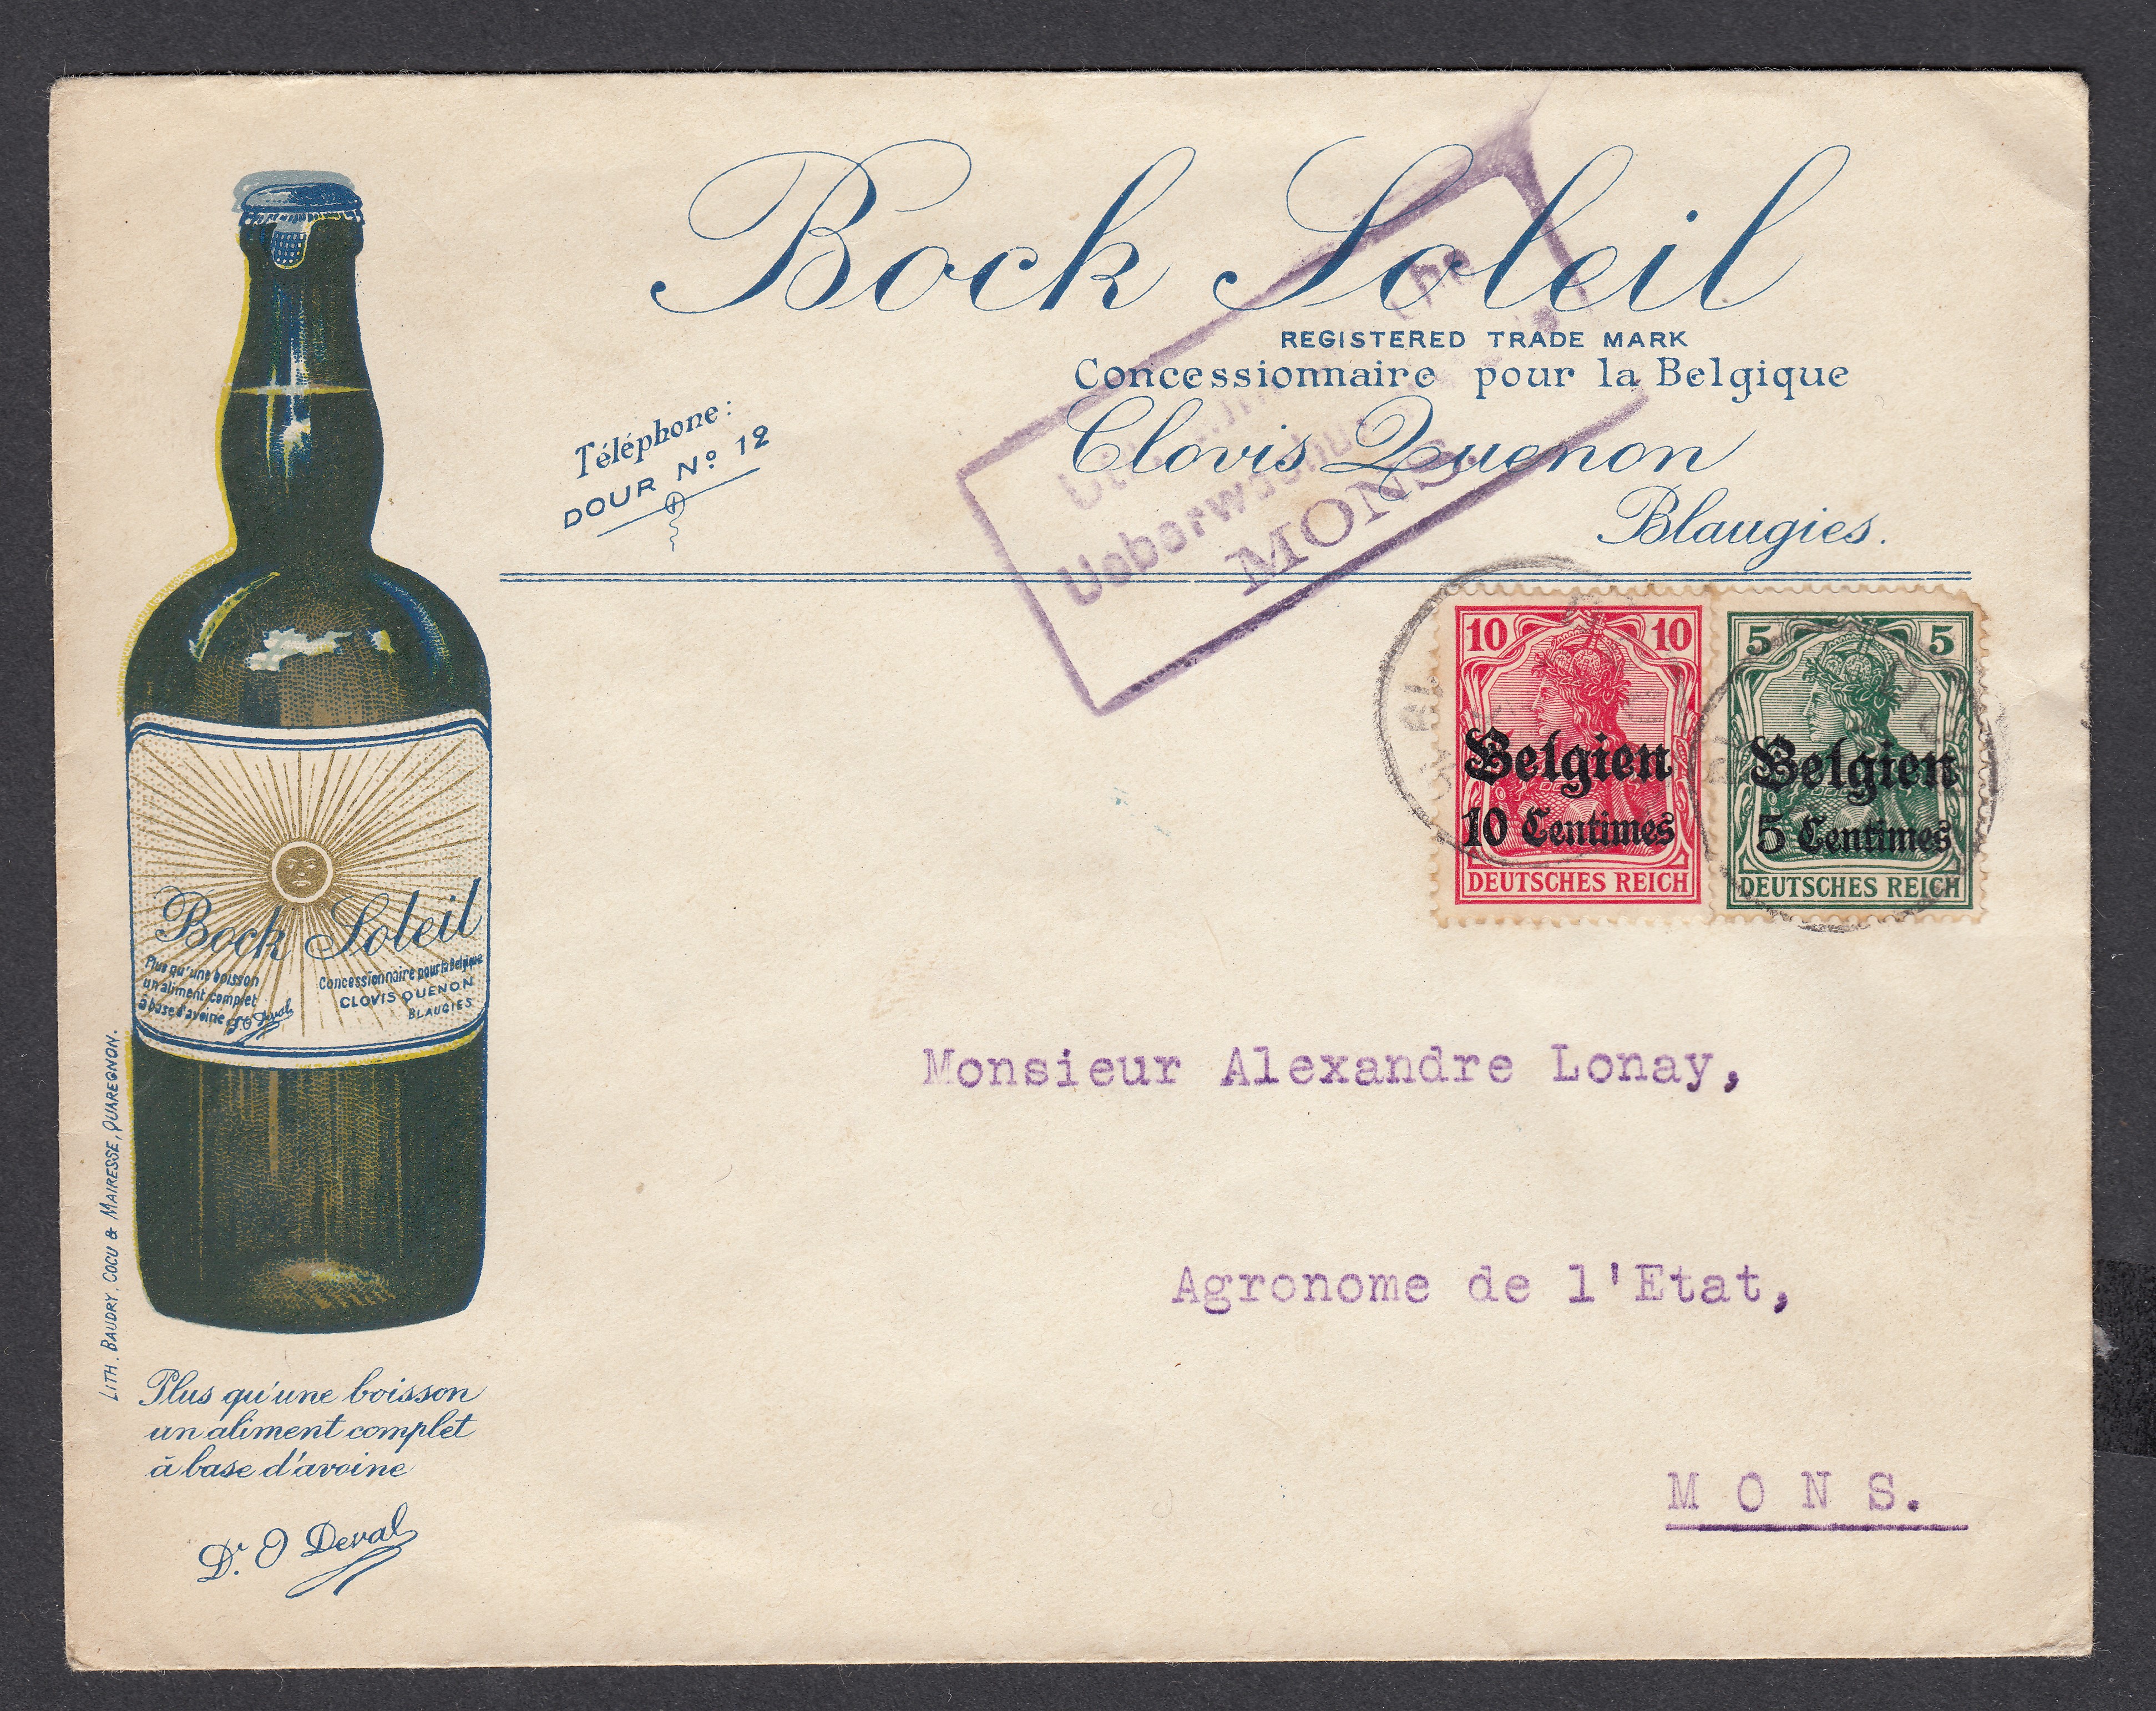 Bock Soleil
REGISTERED TRADE MARK
Concessionnaire pour la Belgique
Clovis Quenon
Blaugies.
Téléphone:
DOUR Nº 12
Ueberwachung
MONS.
10 10
Belgien
10 Centimes
DEUTSCHES REICH
5 5
Belgien
5 Centimes
DEUTSCHES REICH
Bock Soleil
Plus qu'une boisson
un aliment complet
à base d'avoine
Dr O Deval
Concessionnaire pour la Belgique
CLOVIS QUENON
BLAUGIES
LITH. BAUDRY, COCU & MAIRESSE, QUAREGNON.
Plus qu'une boisson
un aliment complet
à base d'avoine
Dr. O Deval
Monsieur Alexandre Lonay,
Agronome de l'Etat,
M O N S.